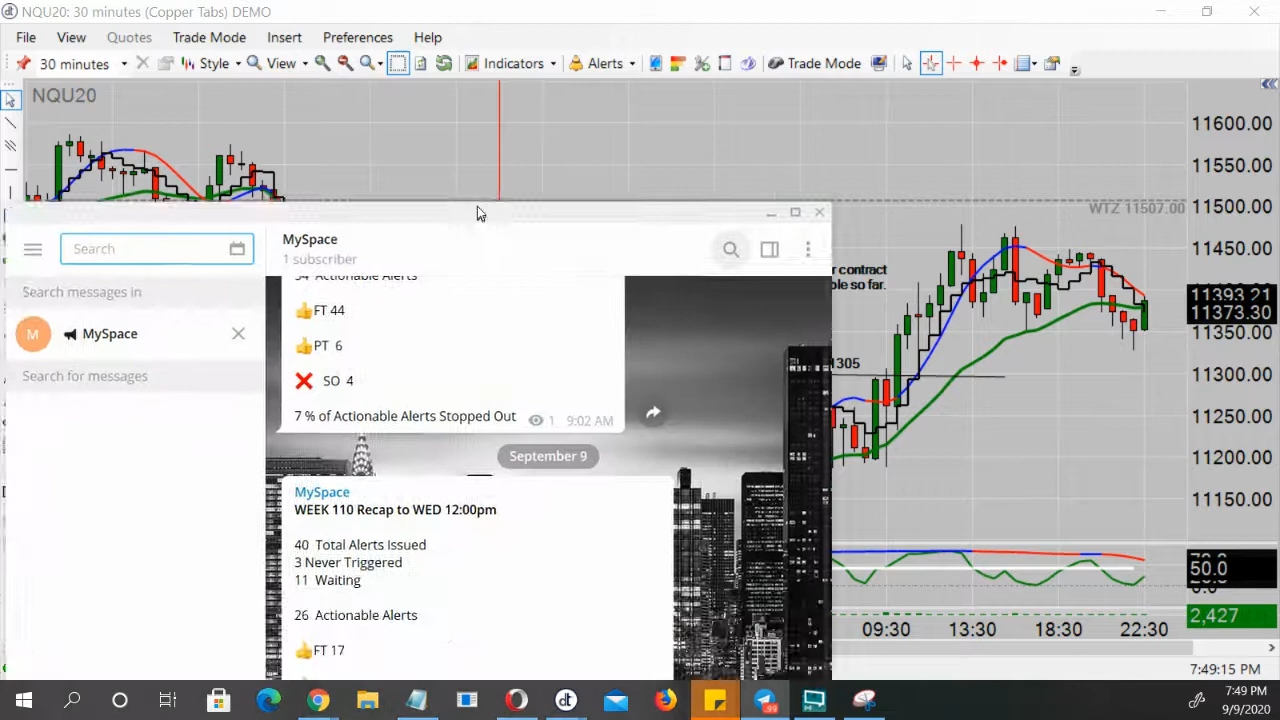 NQU20: 30 minutes (Copper Tabs) DEMO
File View Quotes Trade Mode Insert Preferences Help
30 minutes Style View Indicators Alerts Trade Mode
NQU20
11600.00
11550.00
11500.00
WTZ 11507.00
11450.00
11393.21
11373.30
11350.00
11300.00
11250.00
11200.00
11150.00
r contract
le so far.
1305
Search
MySpace
1 subscriber
Search messages in
M MySpace
Search for messages
Actionable Alerts
👍FT 44
👍PT 6
❌ SO 4
7 % of Actionable Alerts Stopped Out 1 9:02 AM
September 9
MySpace
WEEK 110 Recap to WED 12:00pm
40 Total Alerts Issued
3 Never Triggered
11 Waiting
26 Actionable Alerts
👍FT 17
50.0
2,427
09:30 13:30 18:30 22:30
7:49:15 PM
.99
7:49 PM
9/9/2020